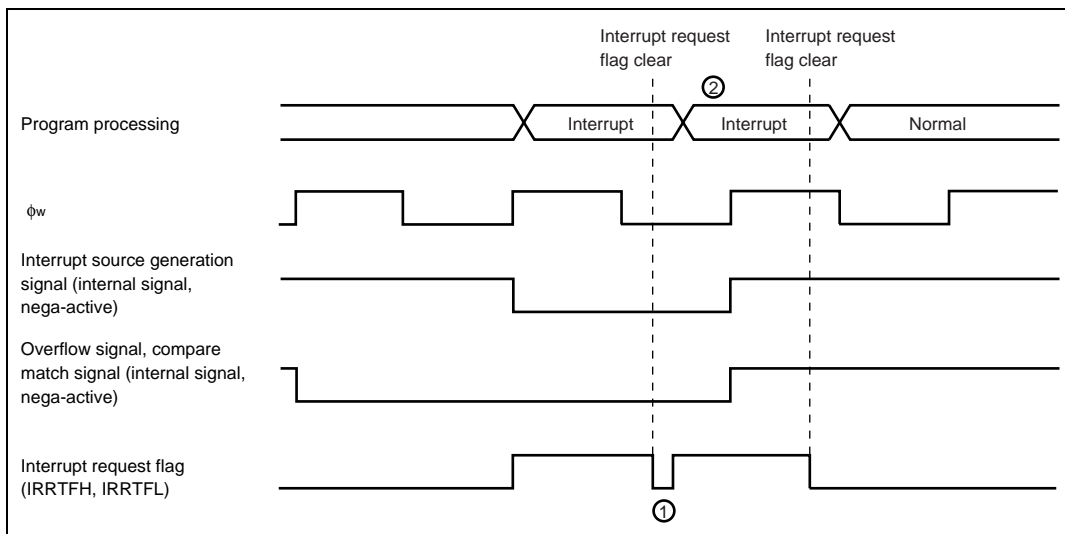 Interrupt request
flag clear
Interrupt request
flag clear
②
Program processing
Interrupt
Interrupt
Normal
φw
Interrupt source generation
signal (internal signal,
nega-active)
Overflow signal, compare
match signal (internal signal,
nega-active)
Interrupt request flag
(IRRTFH, IRRTFL)
①